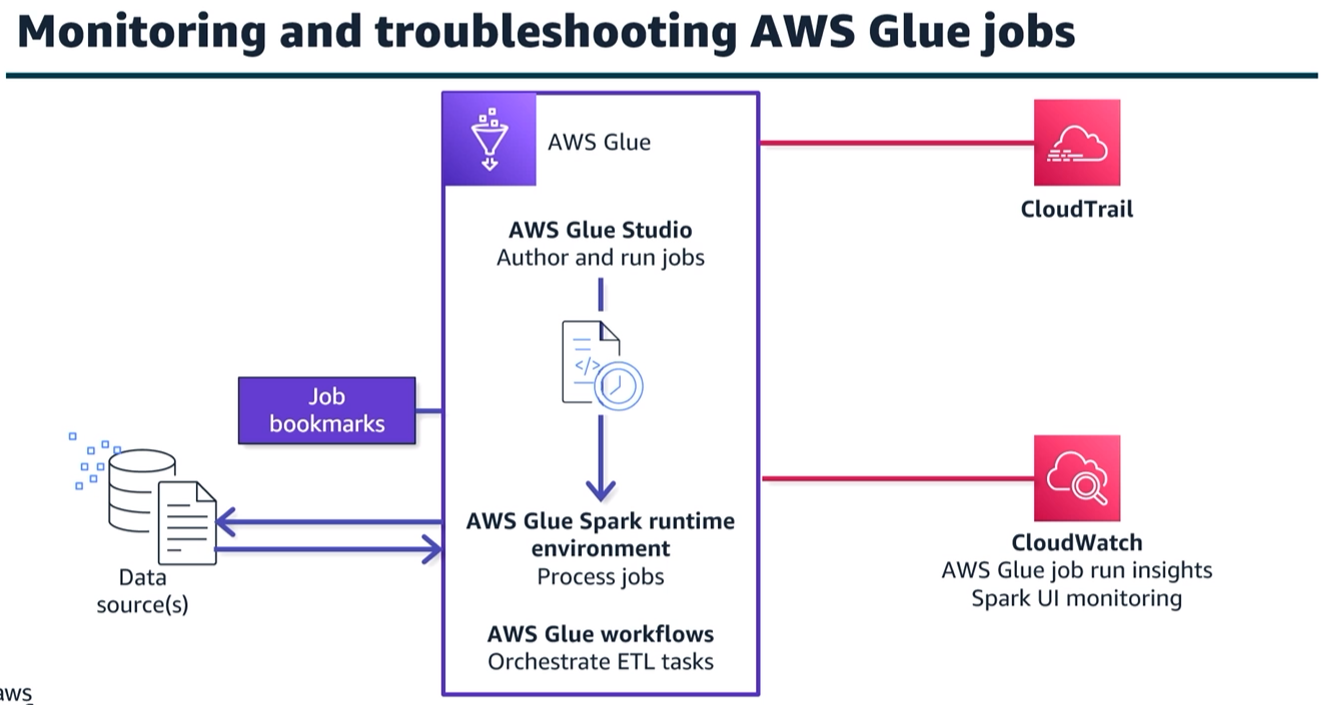 Monitoring and troubleshooting AWS Glue jobs
AWS Glue
CloudTrail
AWS Glue Studio
Author and run jobs
</>
Job
bookmarks
Data
source(s)
AWS Glue Spark runtime
environment
Process jobs
AWS Glue workflows
Orchestrate ETL tasks
CloudWatch
AWS Glue job run insights
Spark UI monitoring
aws